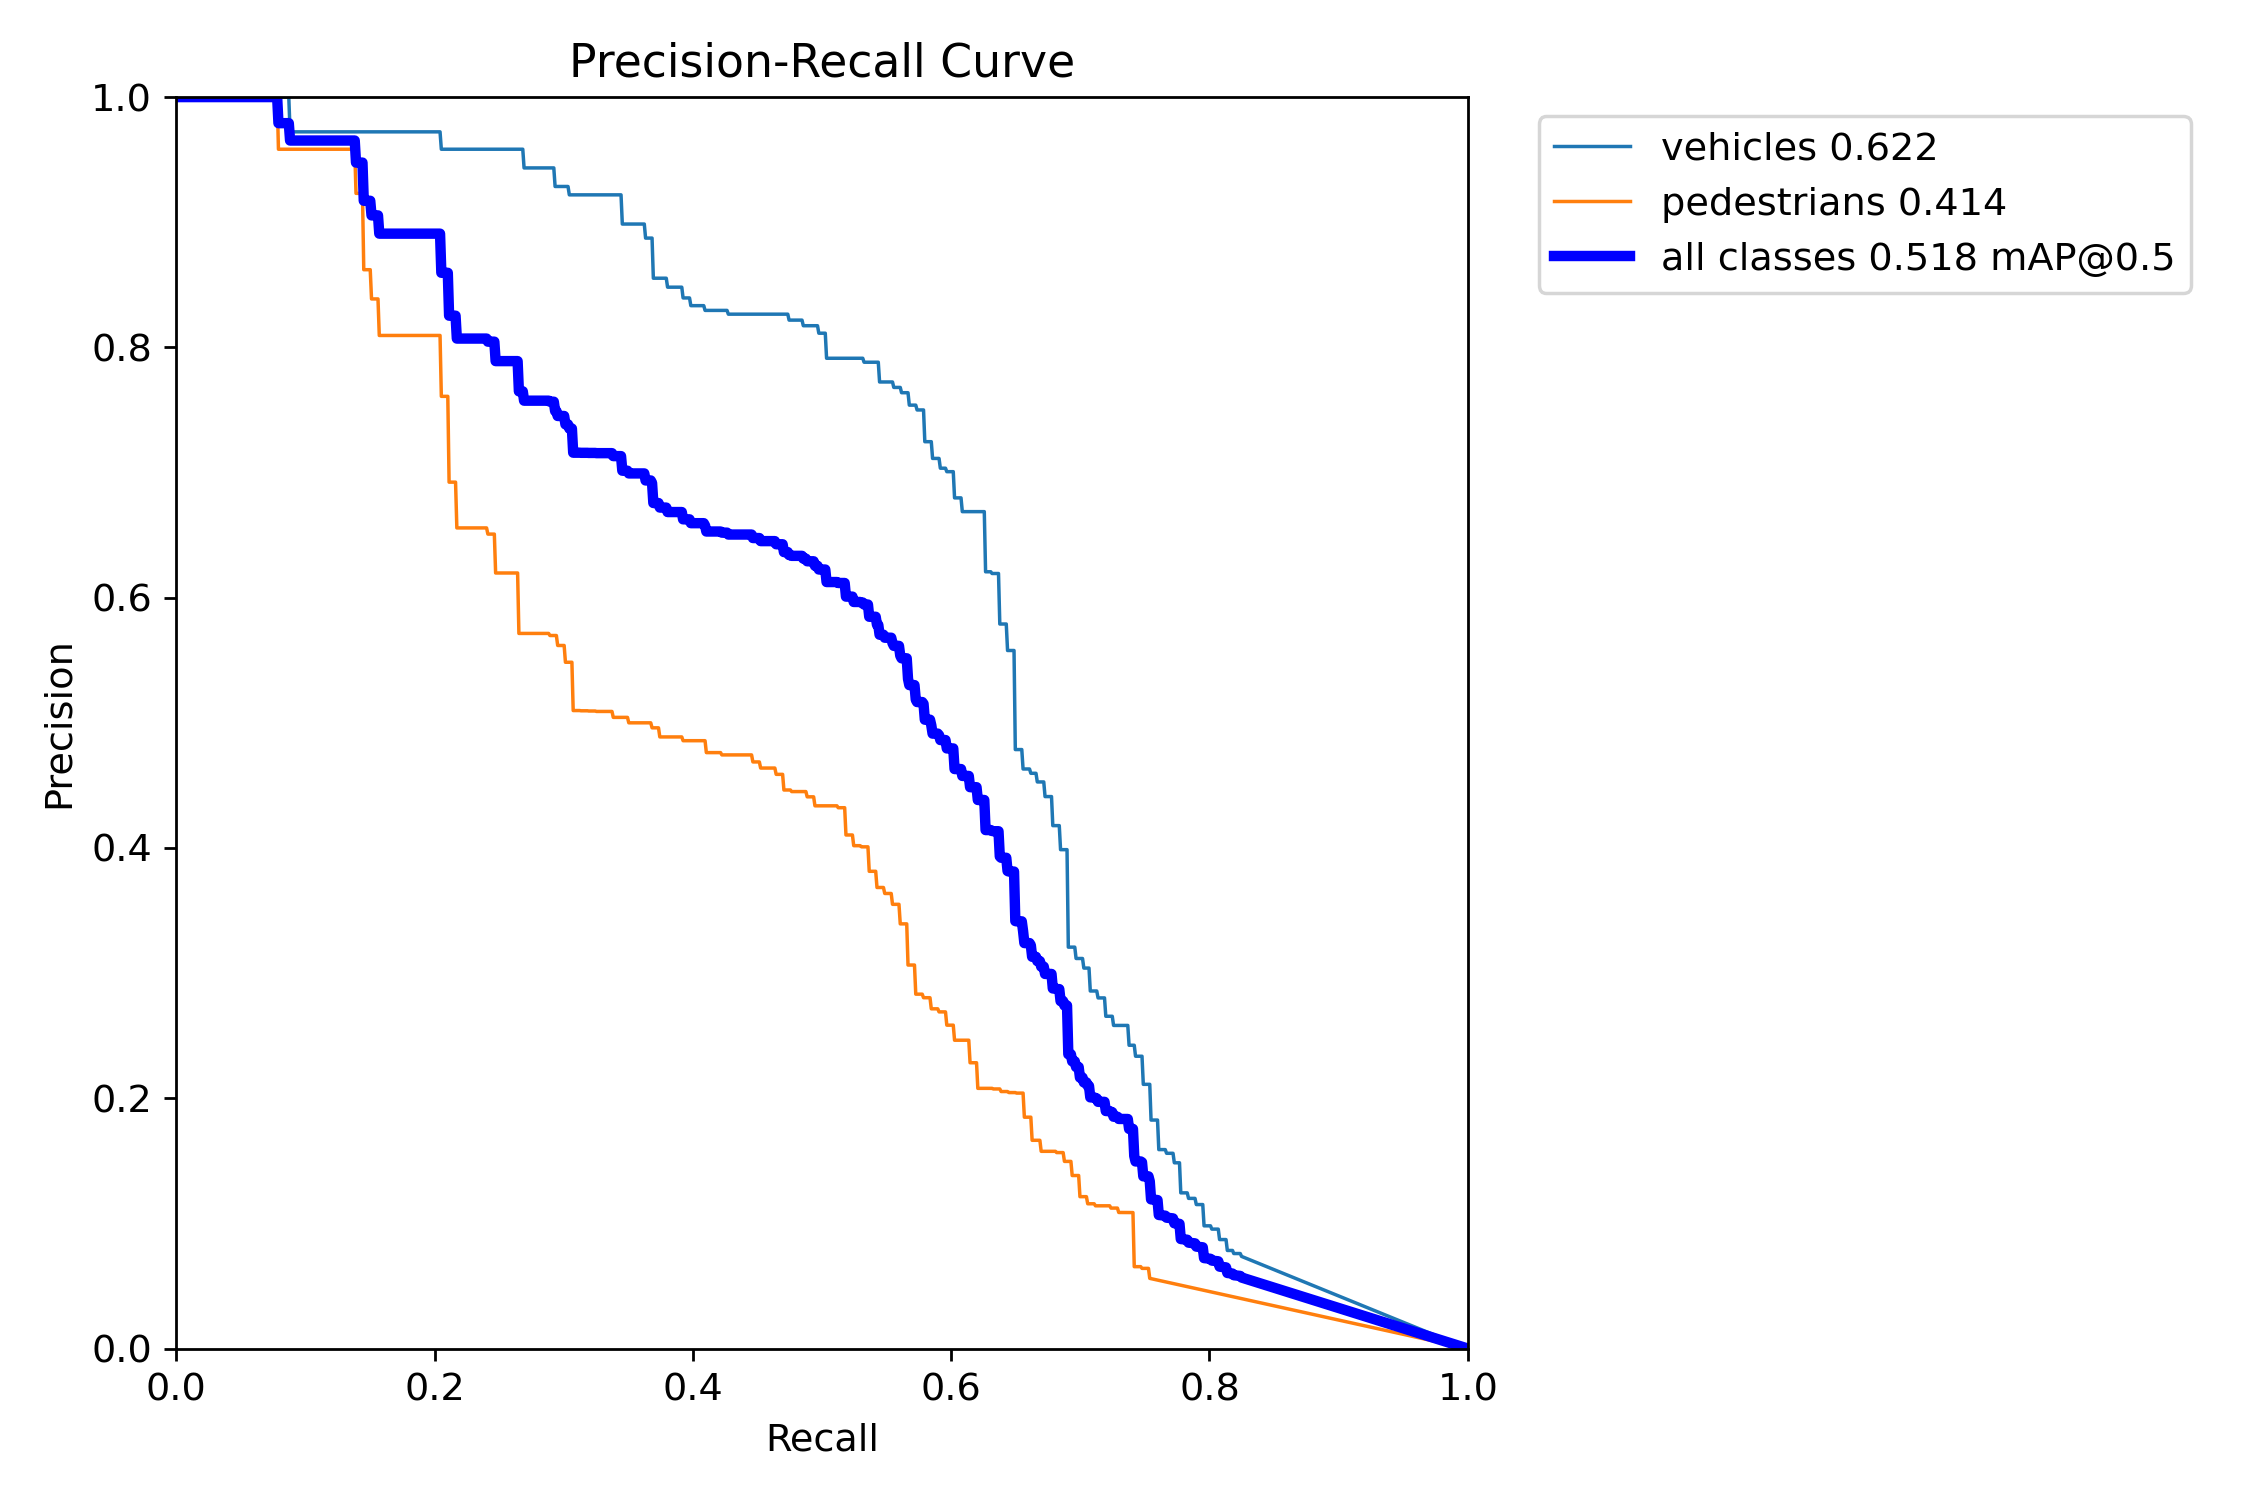 Precision-Recall Curve
1.0
0.8
0.6
0.4
0.2
0.0
Precision
0.0 0.2 0.4 0.6 0.8 1.0
Recall
vehicles 0.622
pedestrians 0.414
all classes 0.518 mAP@0.5